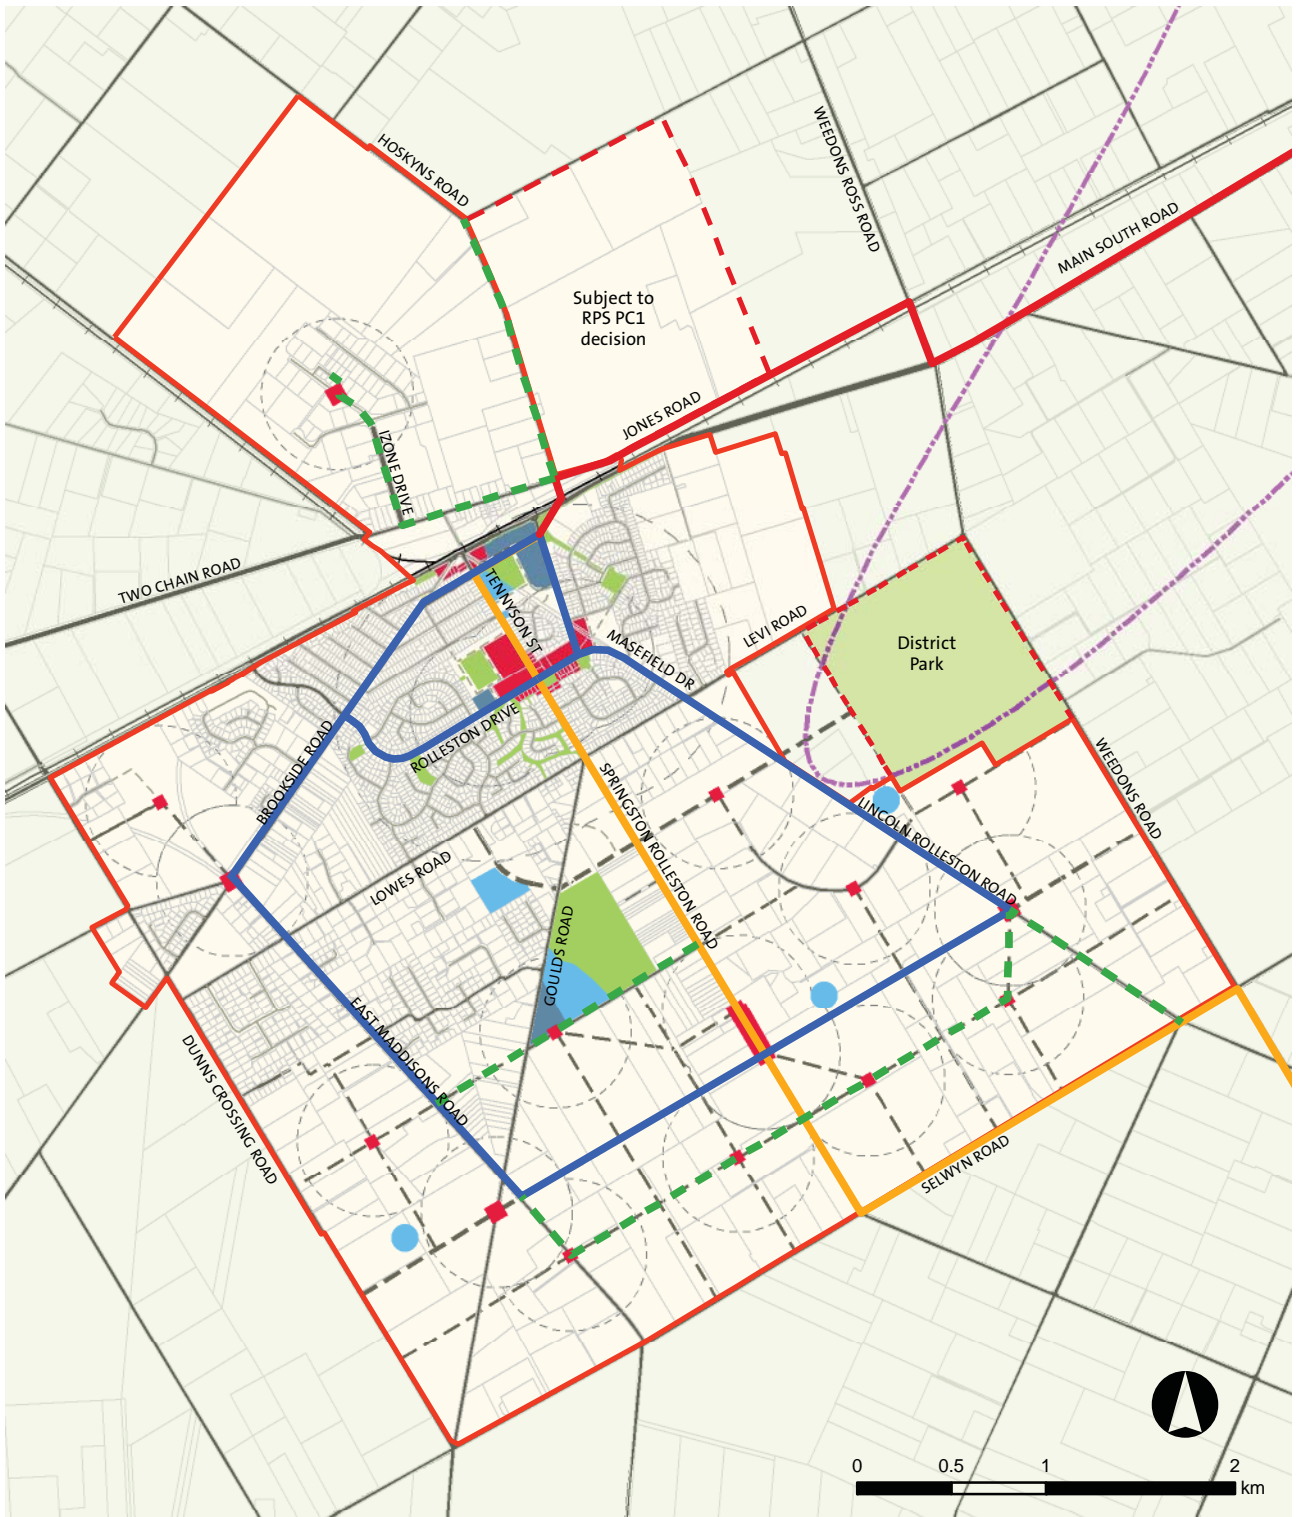 HOSKYNS ROAD
WEEDONS ROSS ROAD
MAIN SOUTH ROAD
Subject to
RPS PC1
decision
JONES ROAD
IZONE DRIVE
TWO CHAIN ROAD
TENNYSON ST
MASEFIELD DR
LEVI ROAD
District
Park
ROLLESTON DRIVE
BROOKSIDE ROAD
WEEDONS ROAD
SPRINGSTON ROLLESTON ROAD
LINCOLN ROLLESTON ROAD
LOWES ROAD
GOULDS ROAD
EAST MADDISONS ROAD
DUNNS CROSSING ROAD
SELWYN ROAD
0 0.5 1 2
km